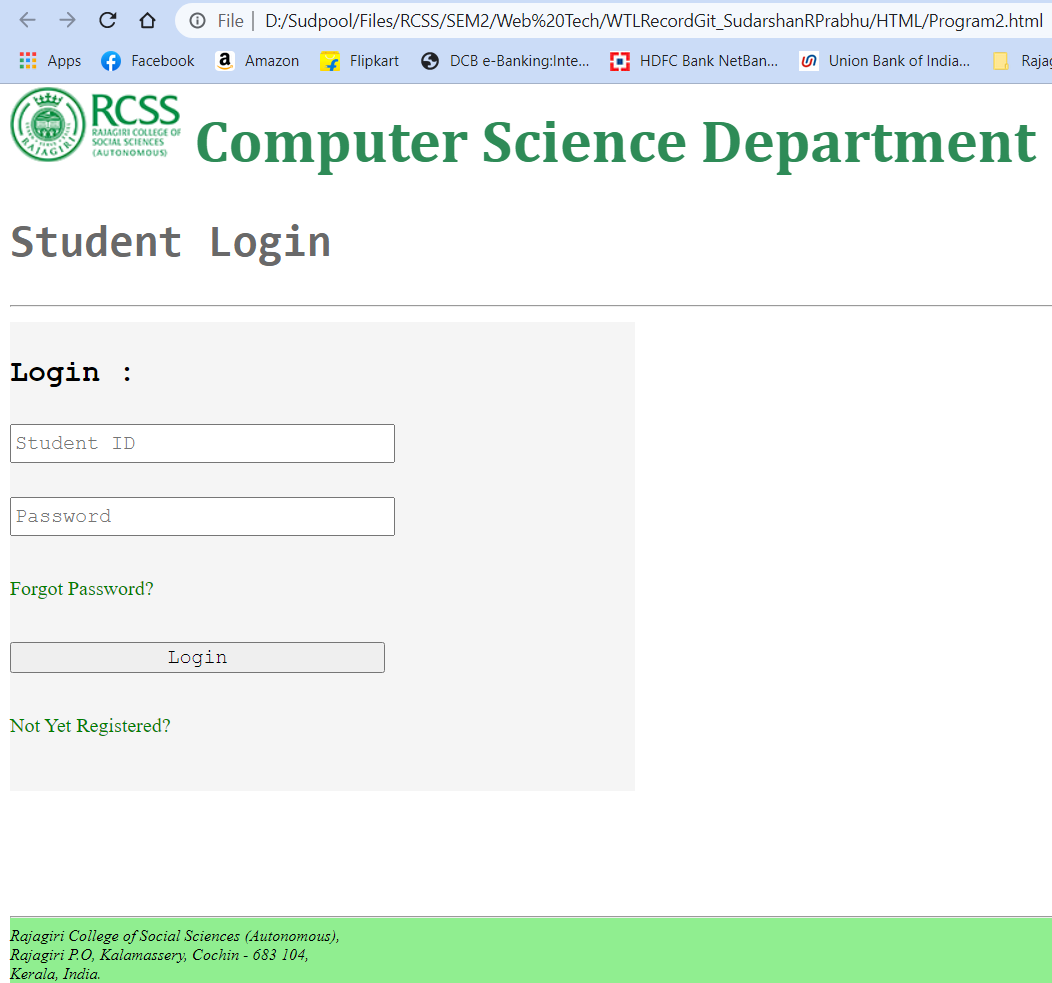 File | D:/Sudpool/Files/RCSS/SEM2/Web%20Tech/WTLRecordGit_SudarshanRPrabhu/HTML/Program2.html
Apps Facebook Amazon Flipkart DCB e-Banking:Inte... HDFC Bank NetBan... Union Bank of India... Rajag
RCSS
RAJAGIRI COLLEGE OF
SOCIAL SCIENCES
(AUTONOMOUS)
RAJAGIRI
Computer Science Department
Student Login
Login :
Student ID
Password
Forgot Password?
Login
Not Yet Registered?
Rajagiri College of Social Sciences (Autonomous),
Rajagiri P.O, Kalamassery, Cochin - 683 104,
Kerala, India.